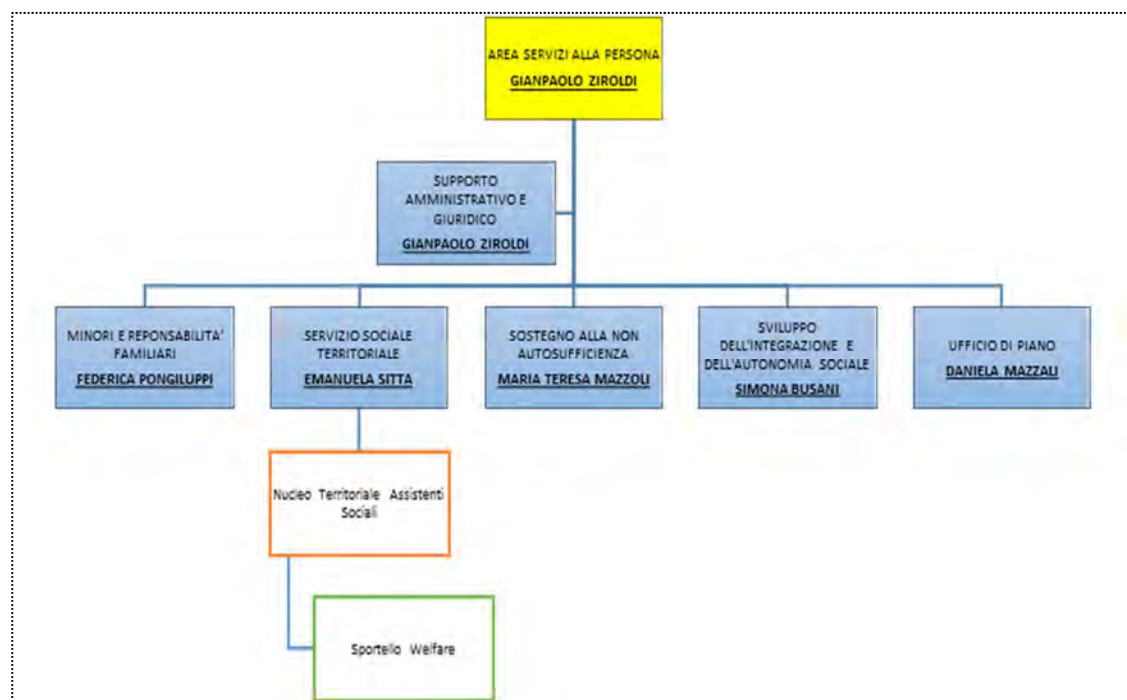 AREA SERVIZI ALLA PERSONA
GIANPAOLO ZIROLDI
SUPPORTO
AMMINISTRATIVO E
GIURIDICO
GIANPAOLO ZIROLDI
MINORI E REPONSABILITA'
FAMILIARI
FEDERICA PONGILUPPI
SERVIZIO SOCIALE
TERRITORIALE
EMANUELA SITTA
SOSTEGNO ALLA NON
AUTOSUFFICIENZA
MARIA TERESA MAZZOLI
SVILUPPO
DELL'INTEGRAZIONE E
DELL'AUTONOMIA SOCIALE
SIMONA BUSANI
UFFICIO DI PIANO
DANIELA MAZZALI
Nucleo Territoriale Assistenti
Sociali
Sportello Welfare